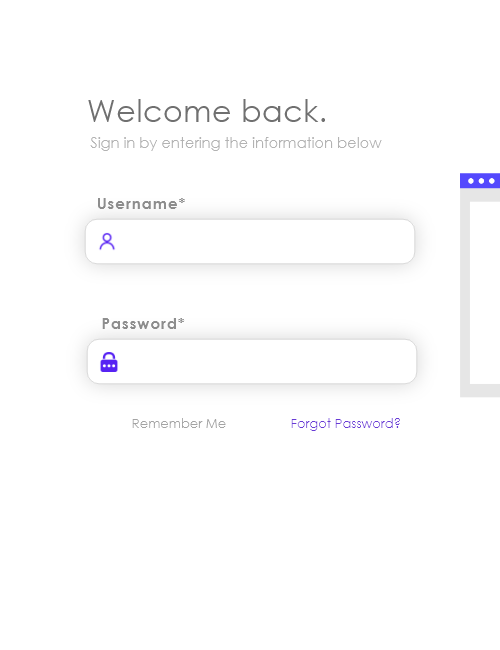 Welcome back.
Sign in by entering the information below
Username*
Password*
Remember Me Forgot Password?